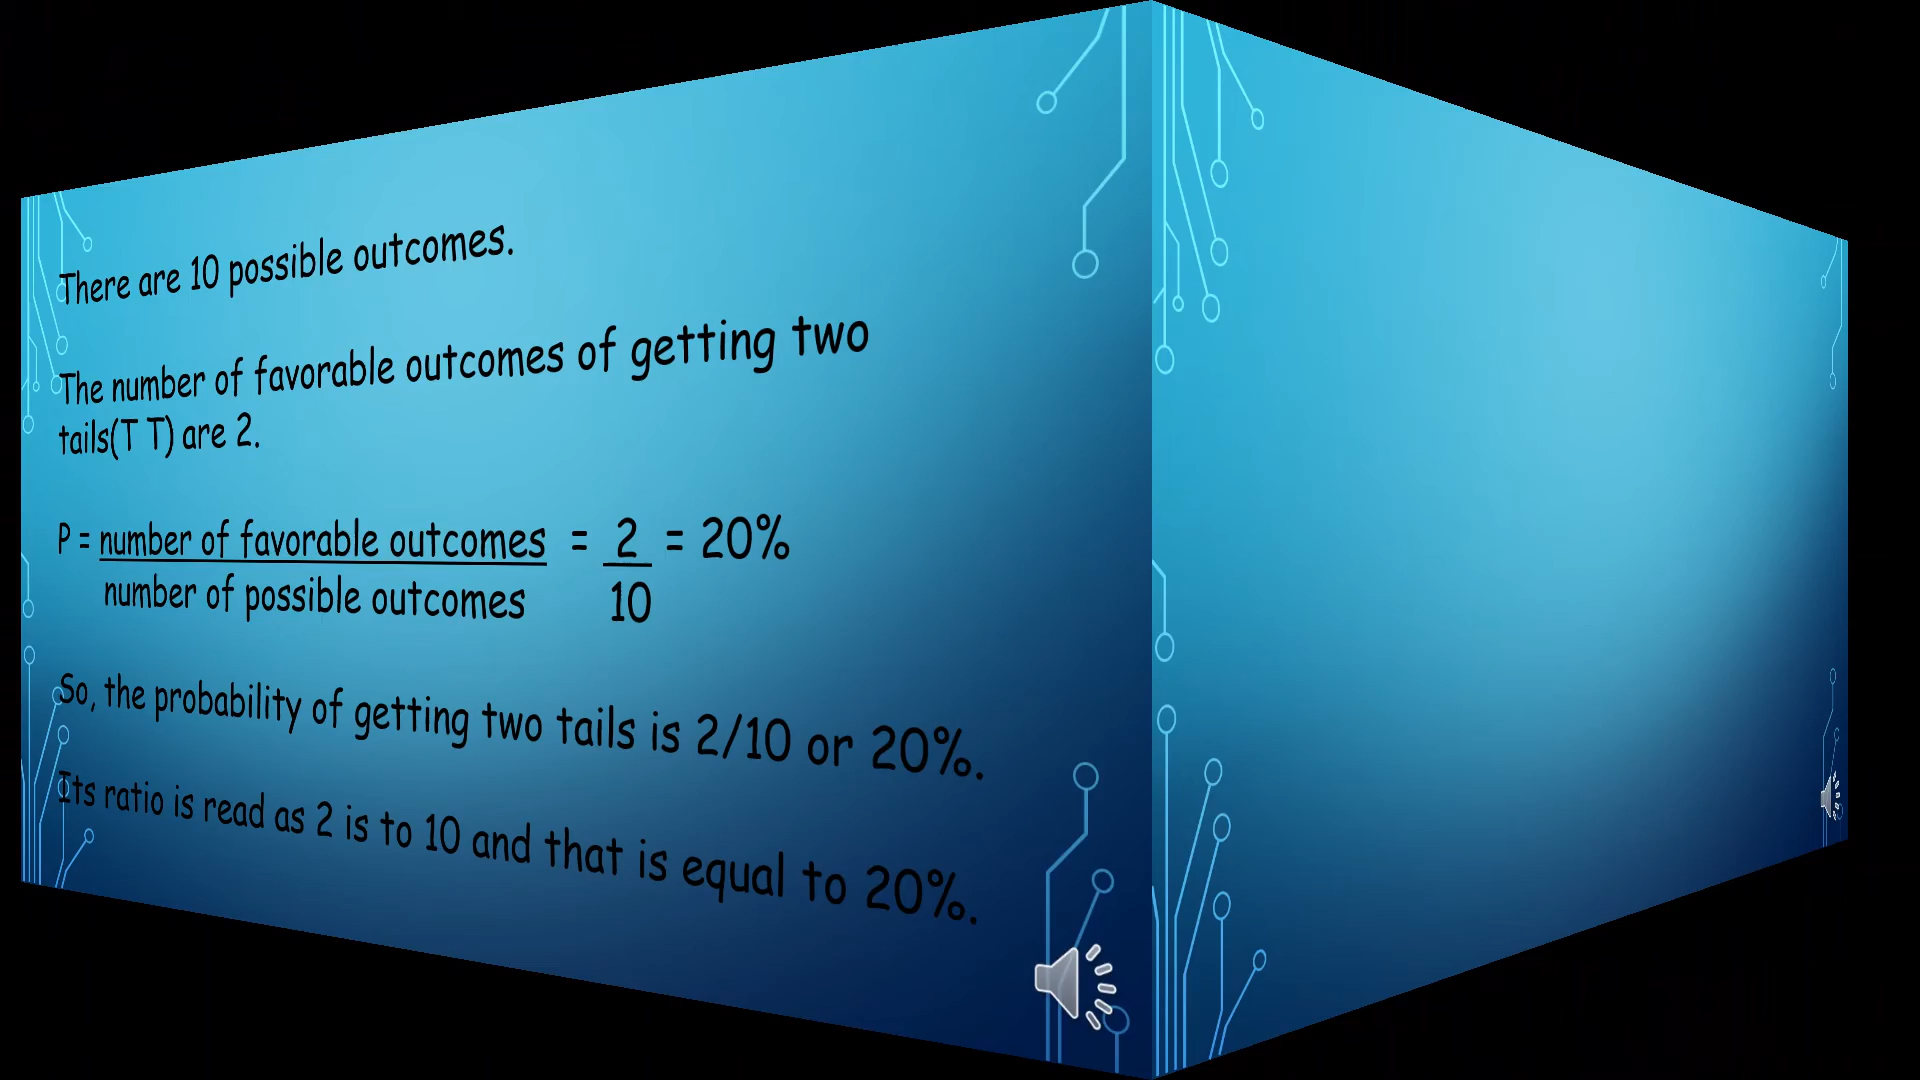 There are 10 possible outcomes.
The number of favorable outcomes of getting two
tails(T T) are 2.
P = number of favorable outcomes = 2 = 20%
number of possible outcomes 10
So, the probability of getting two tails is 2/10 or 20%.
Its ratio is read as 2 is to 10 and that is equal to 20%.